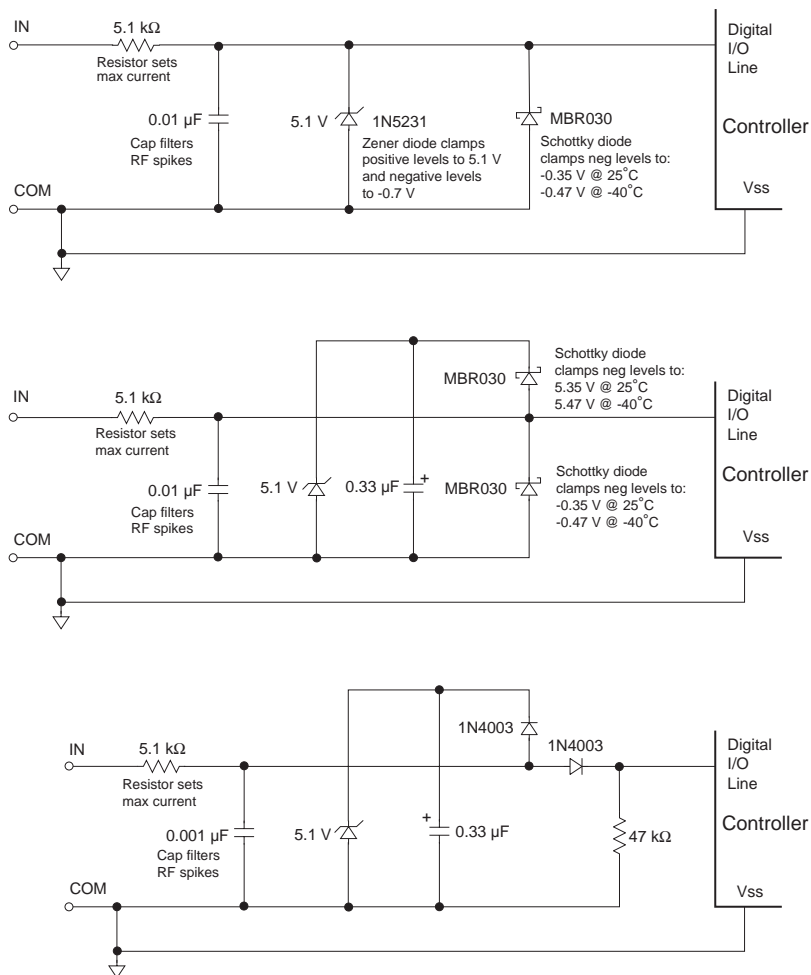 IN
5.1 kΩ
Resistor sets
max current
0.01 µF
Cap filters
RF spikes
5.1 V
1N5231
Zener diode clamps
positive levels to 5.1 V
and negative levels
to -0.7 V
MBR030
Schottky diode
clamps neg levels to:
-0.35 V @ 25°C
-0.47 V @ -40°C
Digital
I/O
Line
Controller
Vss
COM
IN
5.1 kΩ
Resistor sets
max current
0.01 µF
Cap filters
RF spikes
5.1 V
0.33 µF
+
MBR030
Schottky diode
clamps neg levels to:
5.35 V @ 25°C
5.47 V @ -40°C
MBR030
Schottky diode
clamps neg levels to:
-0.35 V @ 25°C
-0.47 V @ -40°C
Digital
I/O
Line
Controller
Vss
COM
IN
5.1 kΩ
Resistor sets
max current
0.001 µF
Cap filters
RF spikes
5.1 V
+
0.33 µF
1N4003
1N4003
47 kΩ
Digital
I/O
Line
Controller
Vss
COM